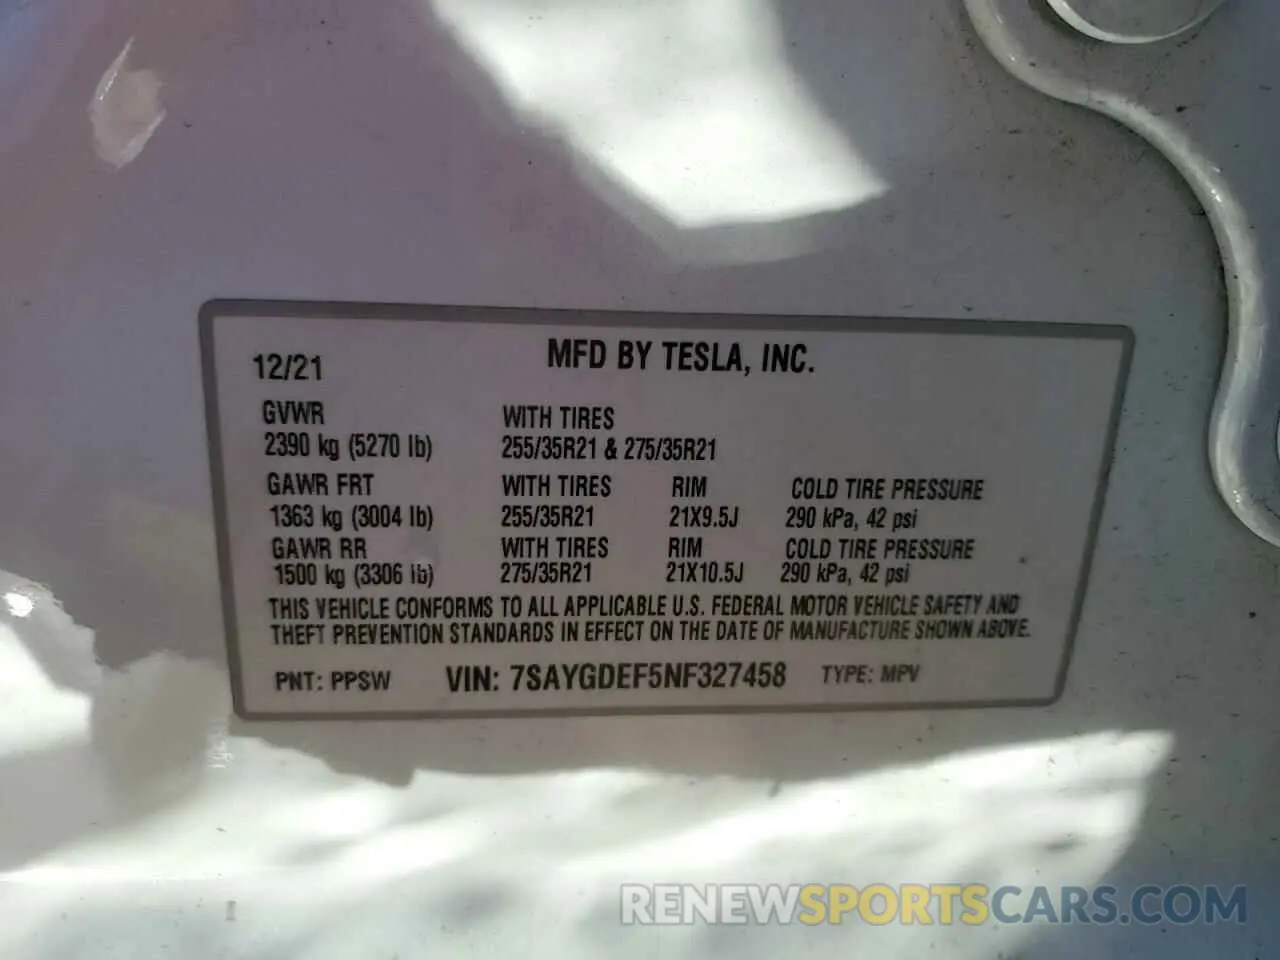 MFD BY TESLA, INC.
12/21
GVWR WITH TIRES
2390 kg (5270 lb) 255/35R21 & 275/35R21
GAWR FRT WITH TIRES RIM COLD TIRE PRESSURE
1363 kg (3004 lb) 255/35R21 21X9.5J 290 kPa, 42 psi
GAWR RR WITH TIRES RIM COLD TIRE PRESSURE
1500 kg (3306 lb) 275/35R21 21X10.5J 290 kPa, 42 psi
THIS VEHICLE CONFORMS TO ALL APPLICABLE U.S. FEDERAL MOTOR VEHICLE SAFETY AND
THEFT PREVENTION STANDARDS IN EFFECT ON THE DATE OF MANUFACTURE SHOWN ABOVE.
PNT: PPSW VIN: 7SAYGDEF5NF327458 TYPE: MPV
RENEWSPORTSCARS.COM